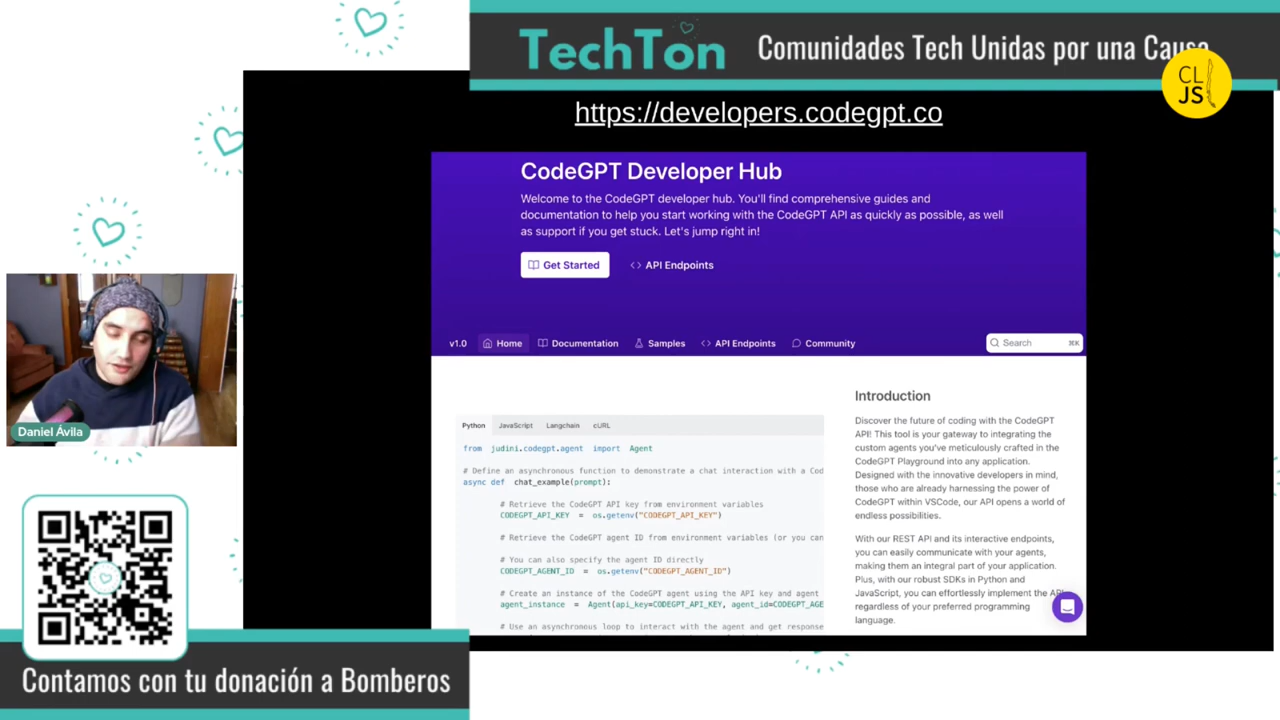 TechTon
Comunidades Tech Unidas por una Causa
CL
JS
https://developers.codegpt.co
CodeGPT Developer Hub
Welcome to the CodeGPT developer hub. You'll find comprehensive guides and
documentation to help you start working with the CodeGPT API as quickly as possible, as well
as support if you get stuck. Let's jump right in!
Get Started
<> API Endpoints
v1.0
Home
Documentation
Samples
<> API Endpoints
Community
Search
⌘K
Python
JavaScript
Langchain
cURL
from judini.codegpt.agent import Agent
# Define an asynchronous function to demonstrate a chat interaction with a Cod
async def chat_example(prompt):
# Retrieve the CodeGPT API key from environment variables
CODEGPT_API_KEY = os.getenv("CODEGPT_API_KEY")
# Retrieve the CodeGPT agent ID from environment variables (or you can
# You can also specify the agent ID directly
CODEGPT_AGENT_ID = os.getenv("CODEGPT_AGENT_ID")
# Create an instance of the CodeGPT agent using the API key and agent
agent_instance = Agent(api_key=CODEGPT_API_KEY, agent_id=CODEGPT_AGE
# Use an asynchronous loop to interact with the agent and get response
Introduction
Discover the future of coding with the CodeGPT
API! This tool is your gateway to integrating the
custom agents you've meticulously crafted in the
CodeGPT Playground into any application.
Designed with the innovative developers in mind,
those who are already harnessing the power of
CodeGPT within VSCode, our API opens a world of
endless possibilities.
With our REST API and its interactive endpoints,
you can easily communicate with your agents,
making them an integral part of your application.
Plus, with our robust SDKs in Python and
JavaScript, you can effortlessly implement the API
regardless of your preferred programming
language.
Daniel Ávila
Contamos con tu donación a Bomberos